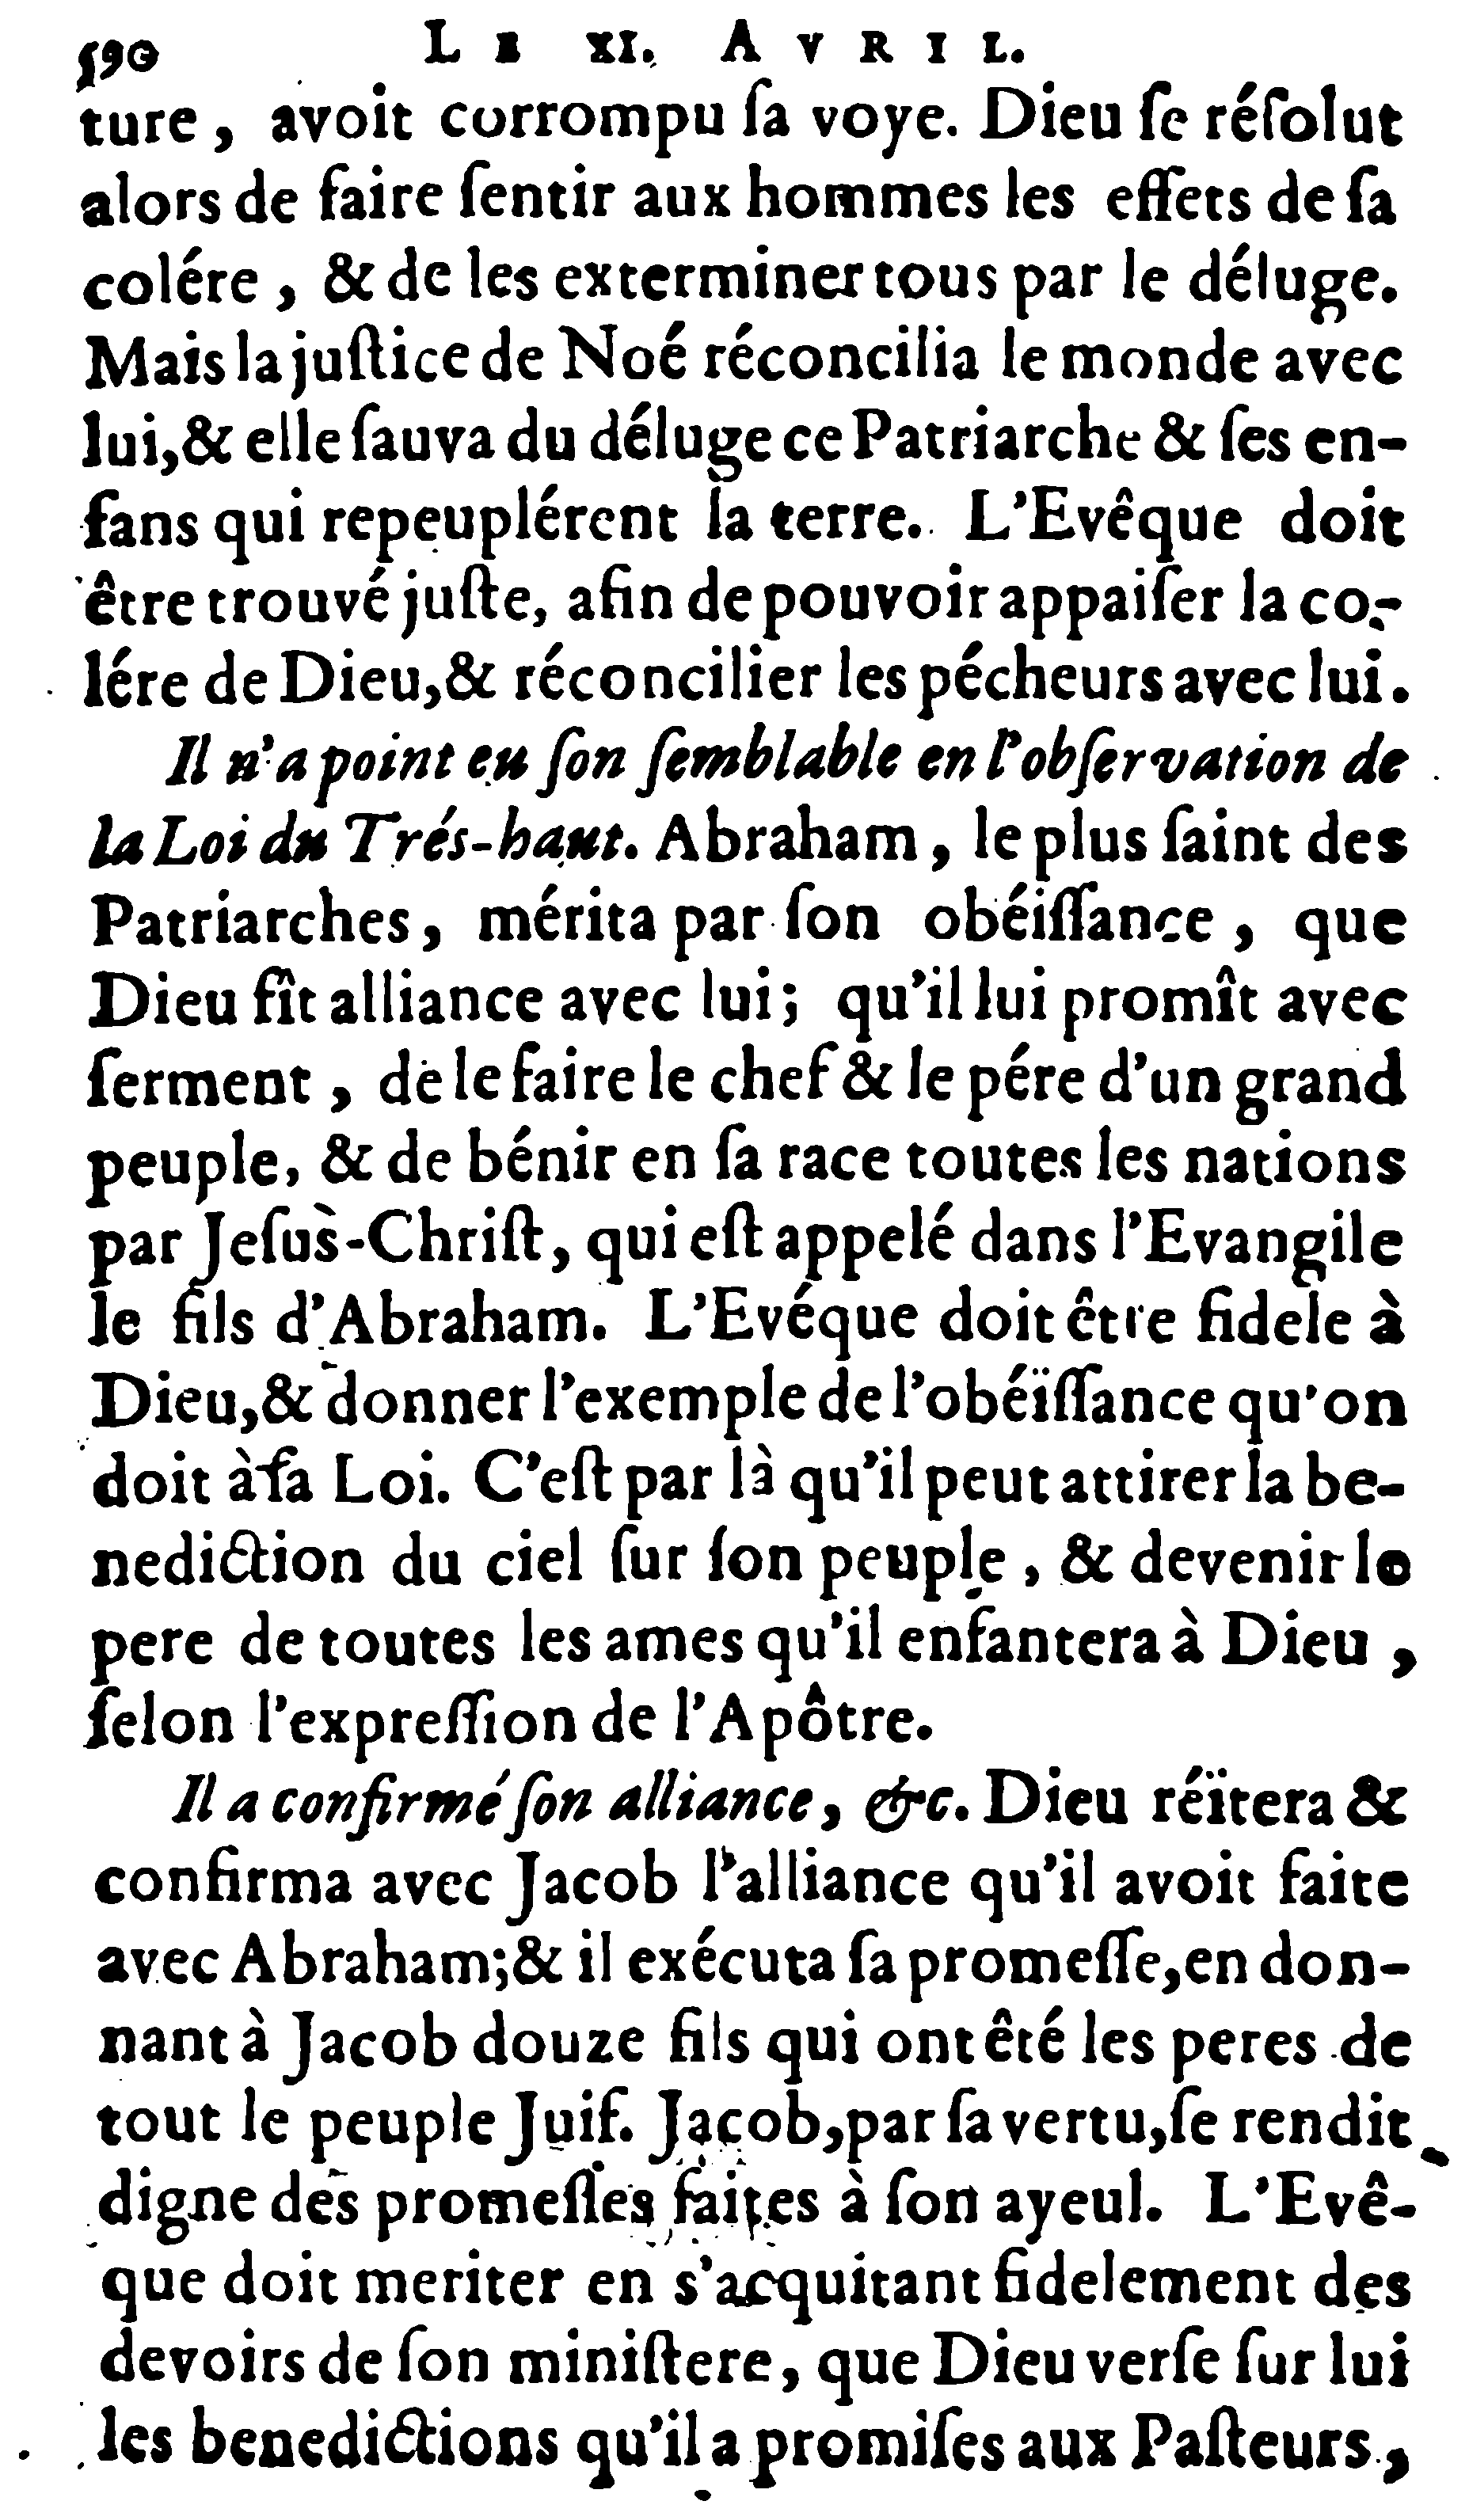 590 LE XI. AVRIL.
ture, avoit corrompu ſa voye. Dieu ſe réſolut
alors de faire ſentir aux hommes les effets de ſa
colére, & de les exterminer tous par le déluge.
Mais la juſtice de Noé réconcilia le monde avec
lui, & elle ſauva du déluge ce Patriarche & ſes en-
fans qui repeuplérent la terre. L'Evêque doit
être trouvé juſte, afin de pouvoir appaiſer la co-
lére de Dieu, & réconcilier les pécheurs avec lui.
Il n'a point eu ſon ſemblable en l'obſervation de
la Loi du Trés-haut. Abraham, le plus ſaint des
Patriarches, mérita par ſon obéiſſance, que
Dieu fît alliance avec lui; qu'il lui promît avec
ſerment, de le faire le chef & le pére d'un grand
peuple, & de bénir en ſa race toutes les nations
par Jeſus-Chriſt, qui eſt appelé dans l'Evangile
le fils d'Abraham. L'Evéque doit être fidele à
Dieu, & donner l'exemple de l'obéïſſance qu'on
doit à ſa Loi. C'eſt par là qu'il peut attirer la be-
nediction du ciel ſur ſon peuple, & devenir le
pere de toutes les ames qu'il enfantera à Dieu,
ſelon l'expreſſion de l'Apôtre.
Il a confirmé ſon alliance, &c. Dieu réïtera &
confirma avec Jacob l'alliance qu'il avoit faite
avec Abraham; & il exécuta ſa promeſſe, en don-
nant à Jacob douze fils qui ont êté les peres de
tout le peuple Juif. Jacob, par ſa vertu, ſe rendit
digne des promeſſes faites à ſon ayeul. L'Evê-
que doit meriter en s'acquitant fidelement des
devoirs de ſon miniſtere, que Dieu verſe ſur lui
les benedictions qu'il a promiſes aux Paſteurs,